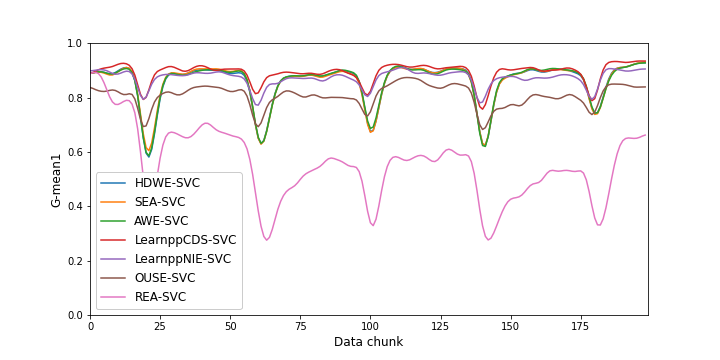 1.0
0.8
0.6
0.4
0.2
0.0
G-mean1
HDWE-SVC
SEA-SVC
AWE-SVC
LearnppCDS-SVC
LearnppNIE-SVC
OUSE-SVC
REA-SVC
0 25 50 75 100 125 150 175
Data chunk